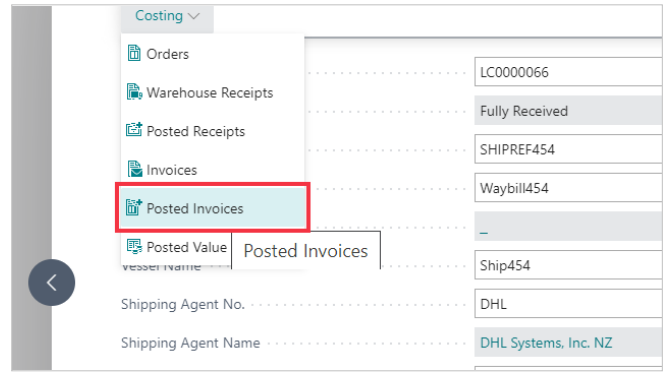 Costing
Orders
Warehouse Receipts
LC0000066
Posted Receipts
Fully Received
Invoices
SHIPREF454
Posted Invoices
Waybill454
Posted Value
Posted Invoices
_
Vessel Name
Ship454
Shipping Agent No.
DHL
Shipping Agent Name
DHL Systems, Inc. NZ